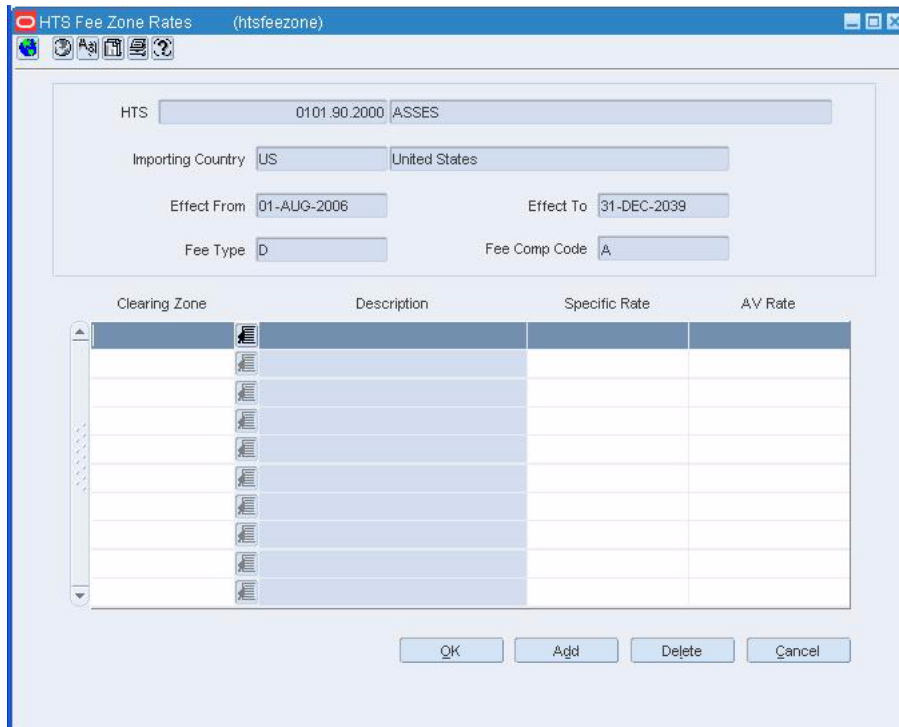 HTS Fee Zone Rates (htsfeezone)
HTS 0101.90.2000 ASSES
Importing Country US United States
Effect From 01-AUG-2006 Effect To 31-DEC-2039
Fee Type D Fee Comp Code A
Clearing Zone Description Specific Rate AV Rate
OK Add Delete Cancel